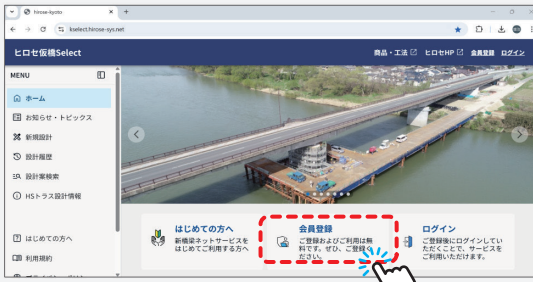 hirose-kyoto
kselect.hirose-sys.net
ヒロセ仮橋Select
商品・工法
ヒロセHP
会員登録
ログイン
MENU
ホーム
お知らせ・トピックス
新規設計
設計履歴
設計案検索
HSトラス設計情報
はじめての方へ
利用規約
はじめての方へ
新橋梁ネットサービスを
はじめてご利用する方へ
会員登録
ご登録およびご利用は無
料です。ぜひ、ご登録く
ださい。
ログイン
ご登録後にログインしてい
ただくことで、サービスを
ご利用いただけます。